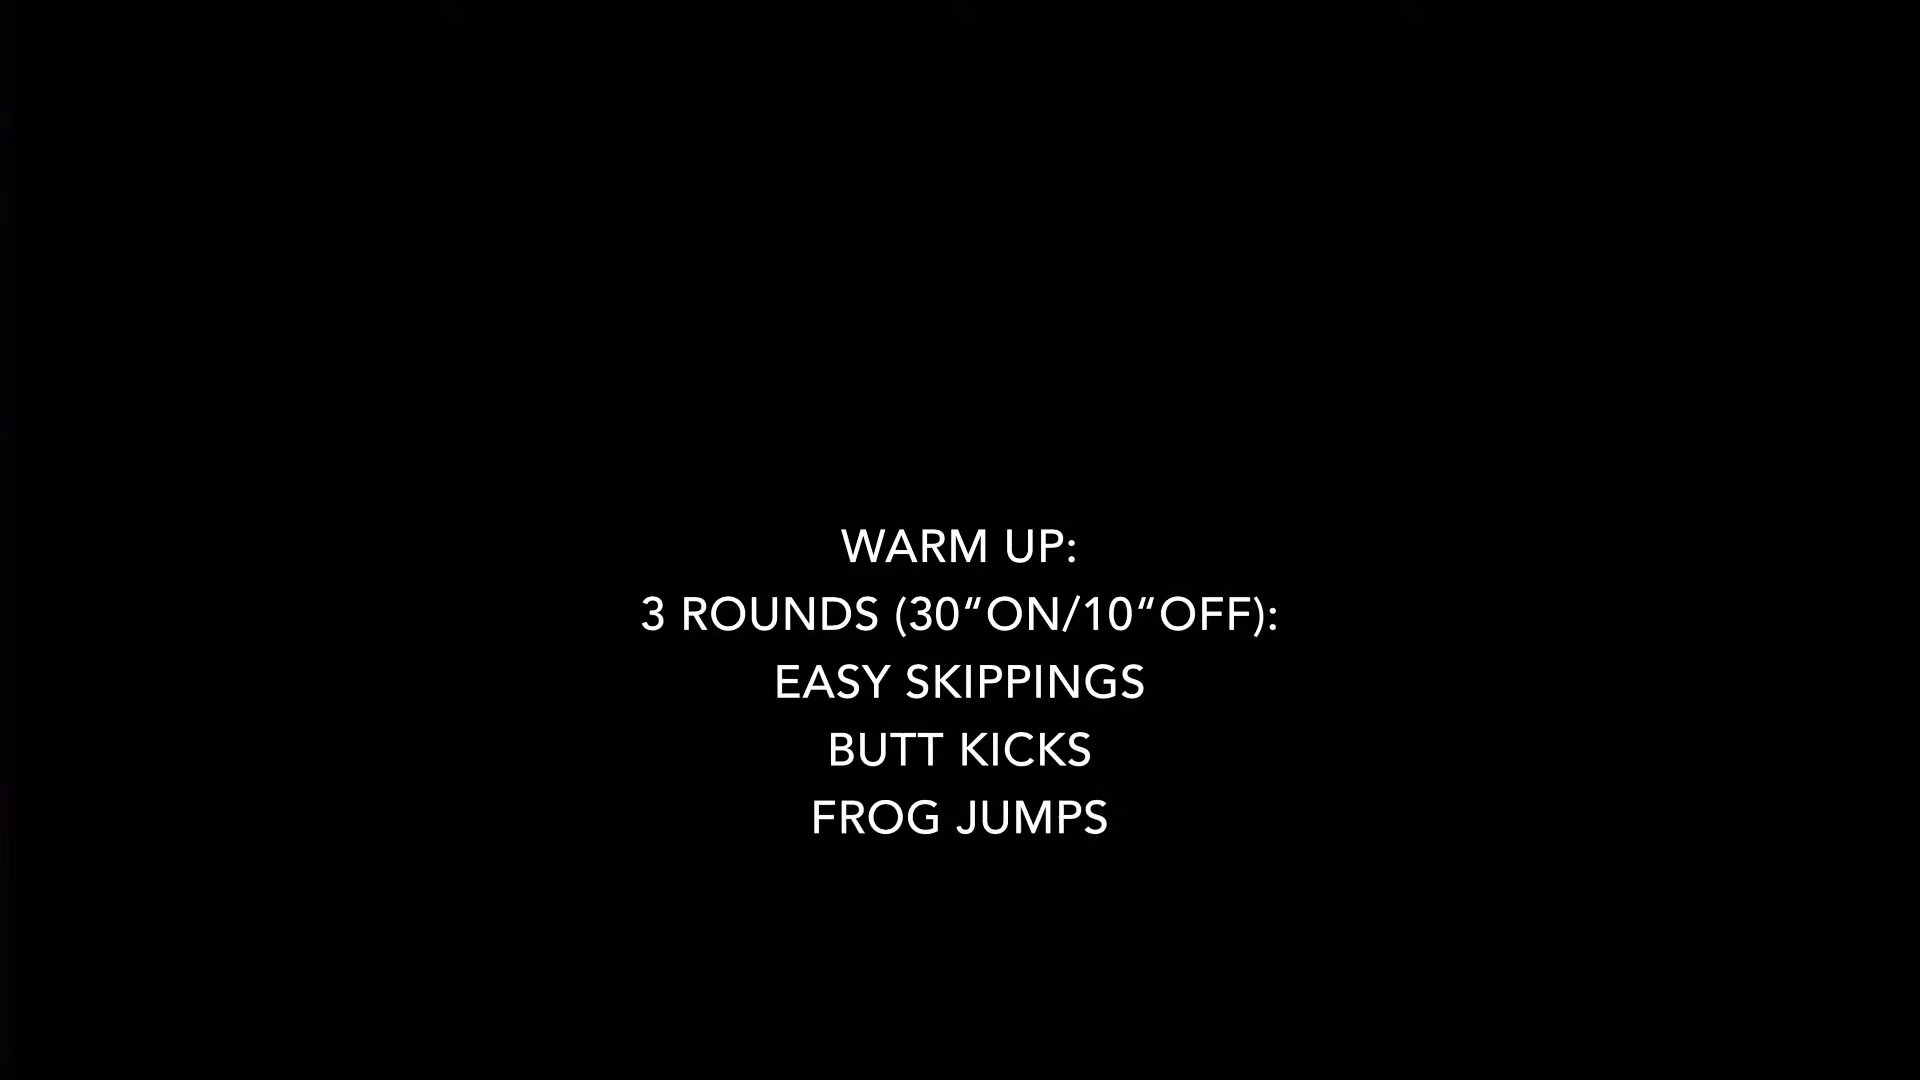 WARM UP:
3 ROUNDS (30“ON/10“OFF):
EASY SKIPPINGS
BUTT KICKS
FROG JUMPS